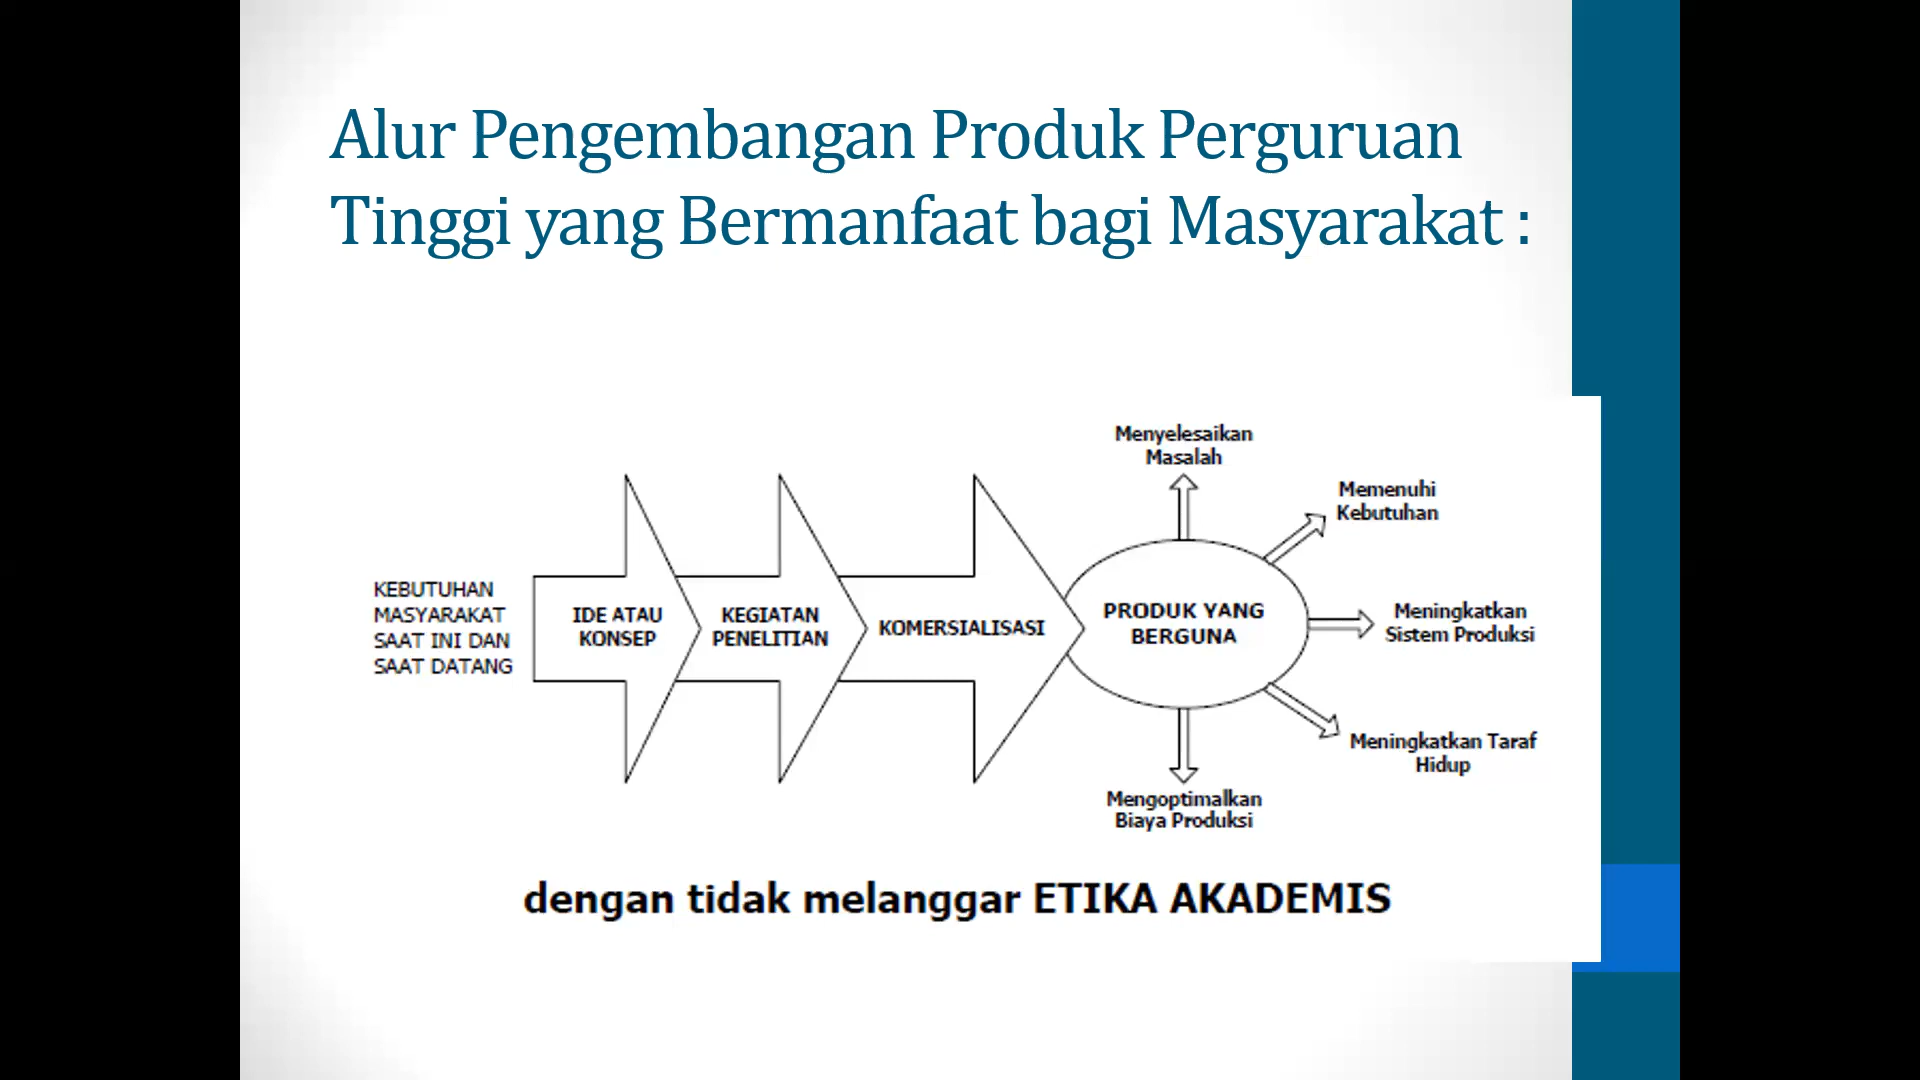 Alur Pengembangan Produk Perguruan
Tinggi yang Bermanfaat bagi Masyarakat :
KEBUTUHAN
MASYARAKAT
SAAT INI DAN
SAAT DATANG
IDE ATAU
KONSEP
KEGIATAN
PENELITIAN
KOMERSIALISASI
PRODUK YANG
BERGUNA
Menyelesaikan
Masalah
Memenuhi
Kebutuhan
Meningkatkan
Sistem Produksi
Meningkatkan Taraf
Hidup
Mengoptimalkan
Biaya Produksi
dengan tidak melanggar ETIKA AKADEMIS